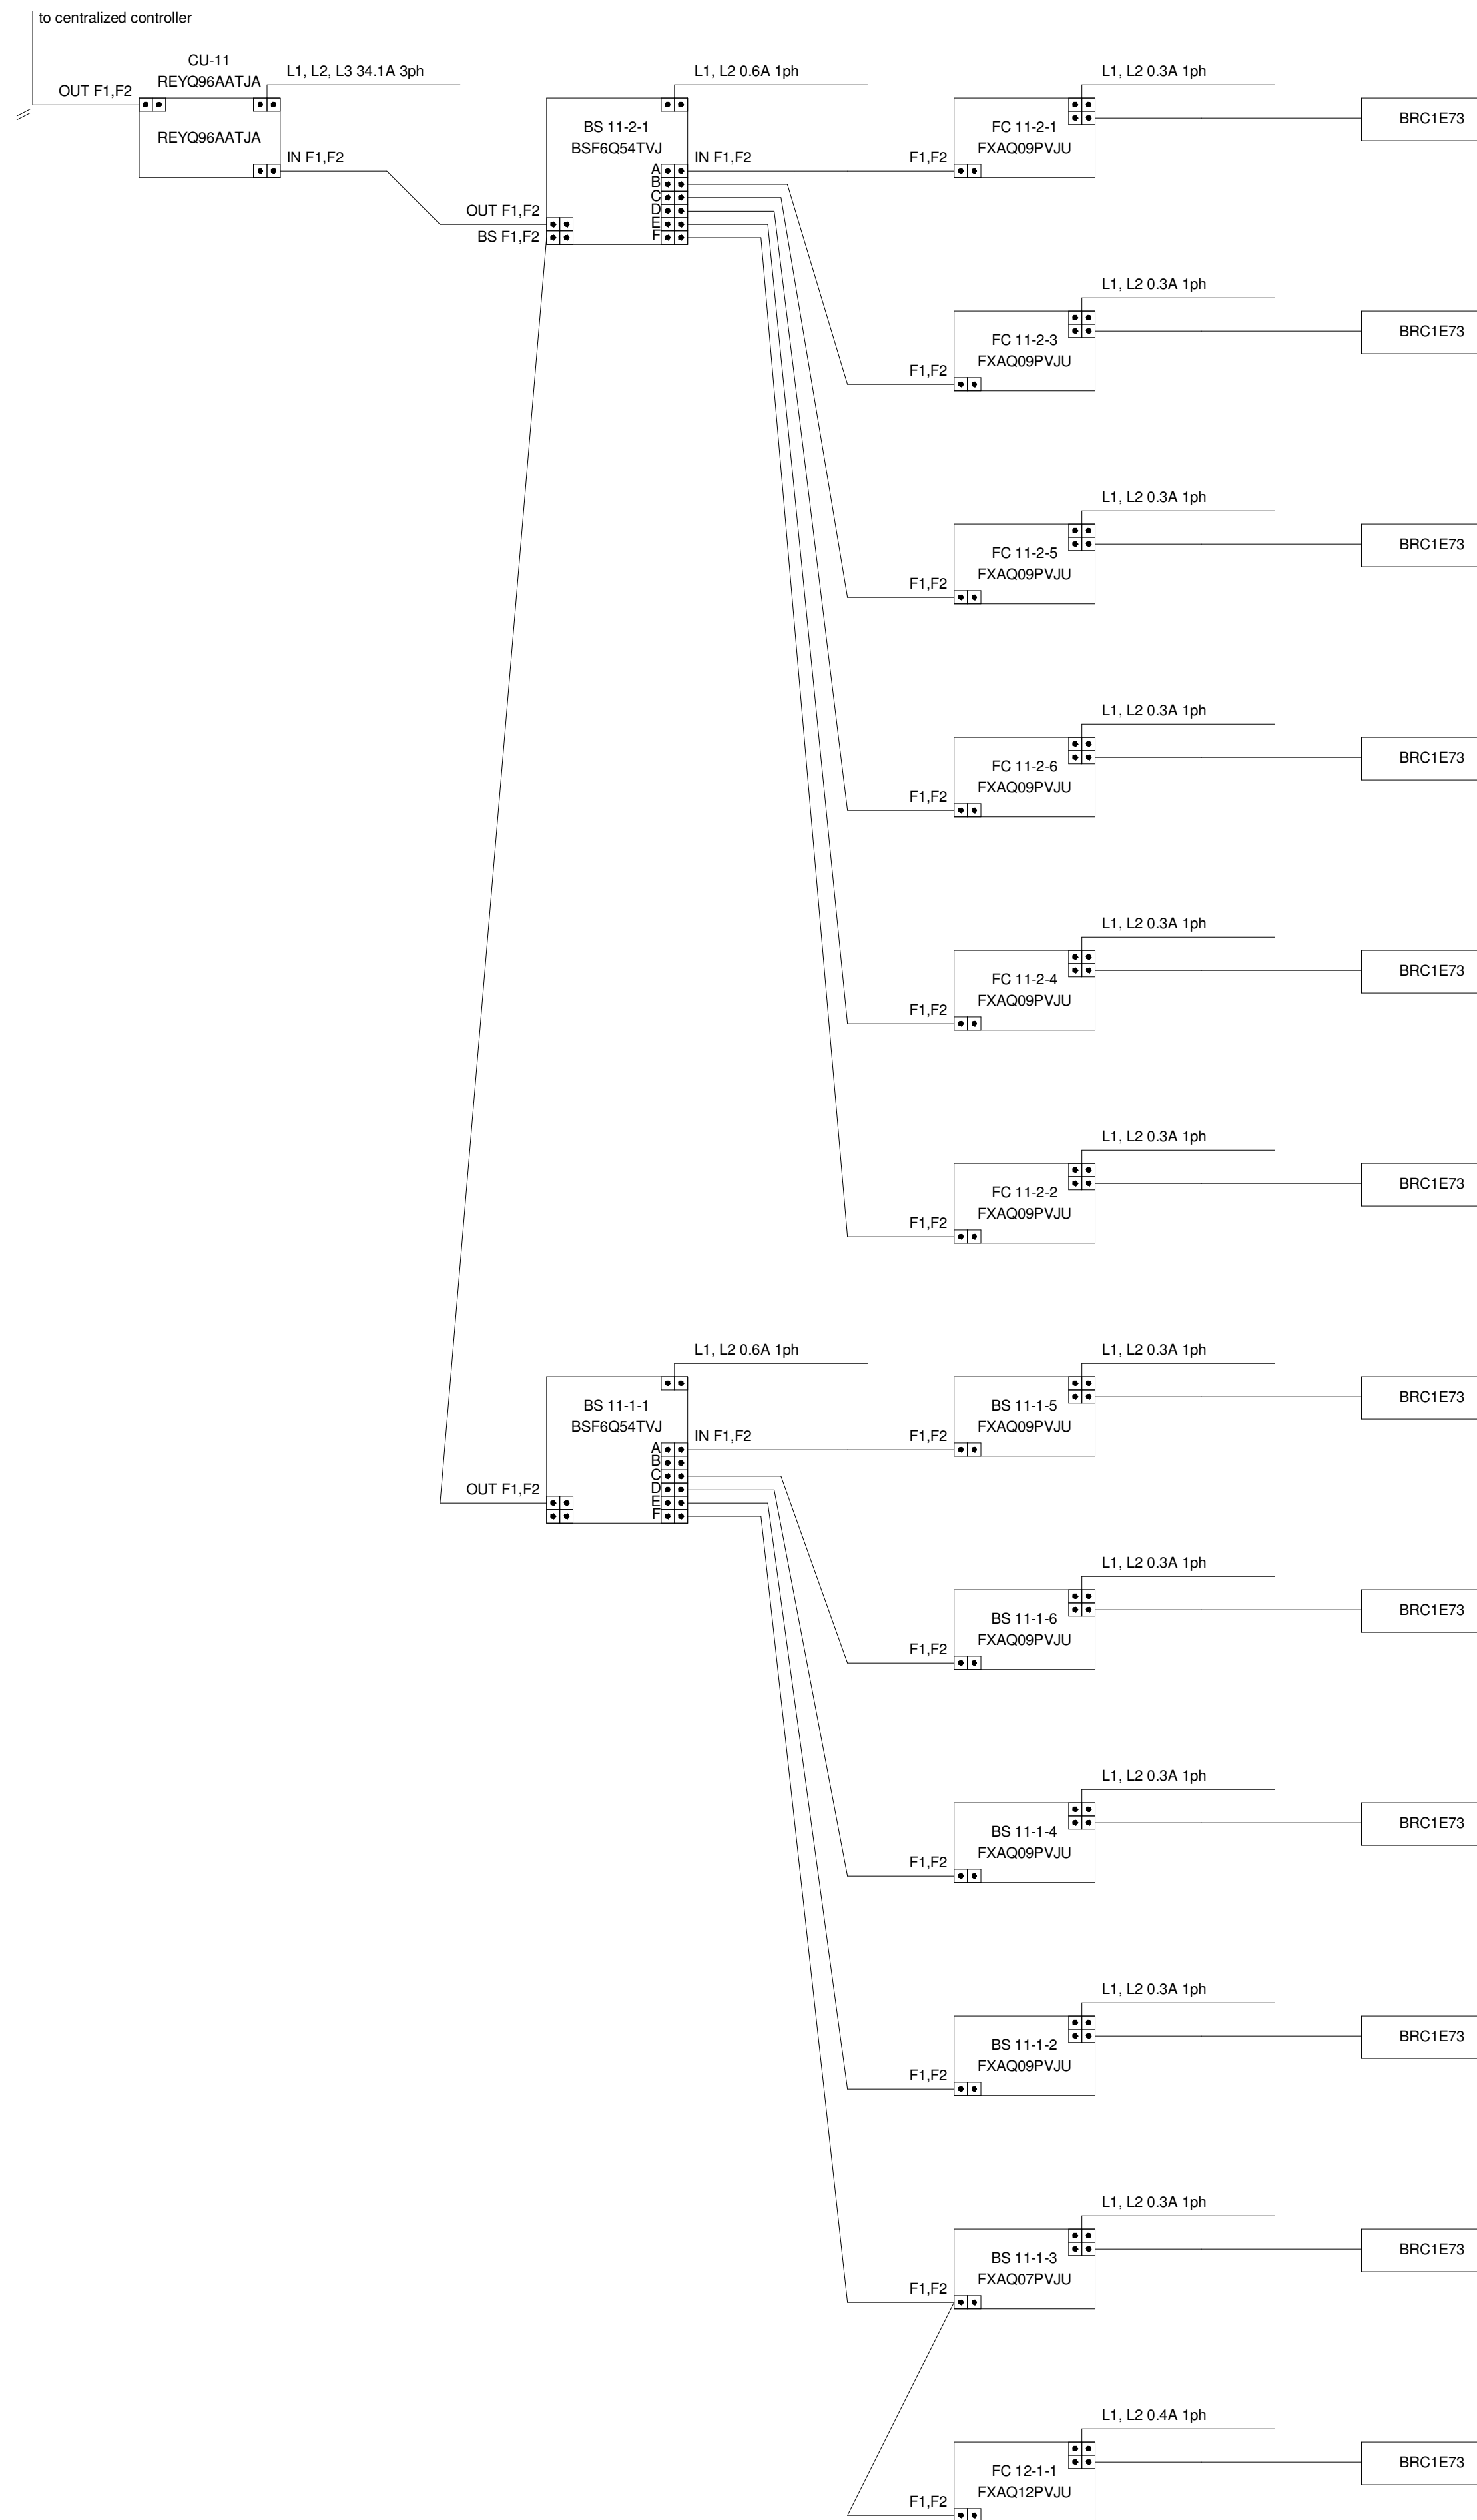 to centralized controller
CU-11
REYQ96AATJA
L1, L2, L3 34.1A 3ph
OUT F1,F2
REYQ96AATJA
IN F1,F2
L1, L2 0.6A 1ph
BS 11-2-1
BSF6Q54TVJ
IN F1,F2
A
B
C
D
E
F
OUT F1,F2
BS F1,F2
L1, L2 0.3A 1ph
FC 11-2-1
FXAQ09PVJU
F1,F2
BRC1E73
L1, L2 0.3A 1ph
FC 11-2-3
FXAQ09PVJU
F1,F2
BRC1E73
L1, L2 0.3A 1ph
FC 11-2-5
FXAQ09PVJU
F1,F2
BRC1E73
L1, L2 0.3A 1ph
FC 11-2-6
FXAQ09PVJU
F1,F2
BRC1E73
L1, L2 0.3A 1ph
FC 11-2-4
FXAQ09PVJU
F1,F2
BRC1E73
L1, L2 0.3A 1ph
FC 11-2-2
FXAQ09PVJU
F1,F2
BRC1E73
L1, L2 0.6A 1ph
BS 11-1-1
BSF6Q54TVJ
IN F1,F2
A
B
C
D
E
F
OUT F1,F2
L1, L2 0.3A 1ph
BS 11-1-5
FXAQ09PVJU
F1,F2
BRC1E73
L1, L2 0.3A 1ph
BS 11-1-6
FXAQ09PVJU
F1,F2
BRC1E73
L1, L2 0.3A 1ph
BS 11-1-4
FXAQ09PVJU
F1,F2
BRC1E73
L1, L2 0.3A 1ph
BS 11-1-2
FXAQ09PVJU
F1,F2
BRC1E73
L1, L2 0.3A 1ph
BS 11-1-3
FXAQ07PVJU
F1,F2
BRC1E73
L1, L2 0.4A 1ph
FC 12-1-1
FXAQ12PVJU
F1,F2
BRC1E73